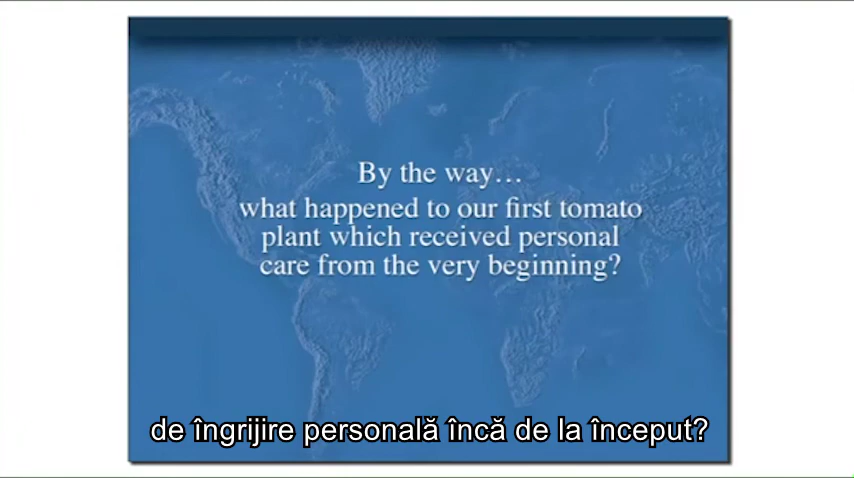 By the way…
what happened to our first tomato
plant which received personal
care from the very beginning?
de îngrijire personală încă de la început?